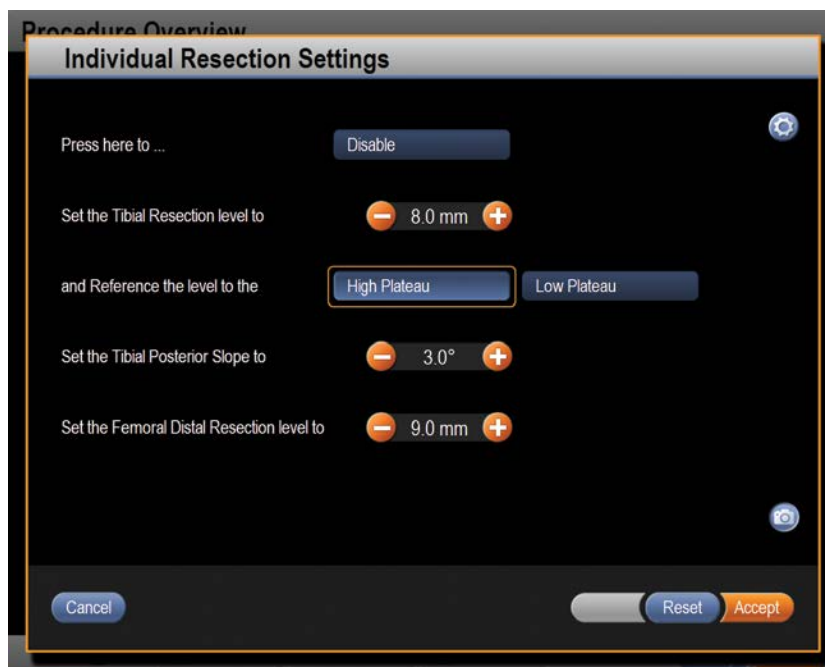 Procedure Overview
Individual Resection Settings
Press here to ... Disable
Set the Tibial Resection level to 8.0 mm
and Reference the level to the High Plateau Low Plateau
Set the Tibial Posterior Slope to 3.0°
Set the Femoral Distal Resection level to 9.0 mm
Cancel Reset Accept